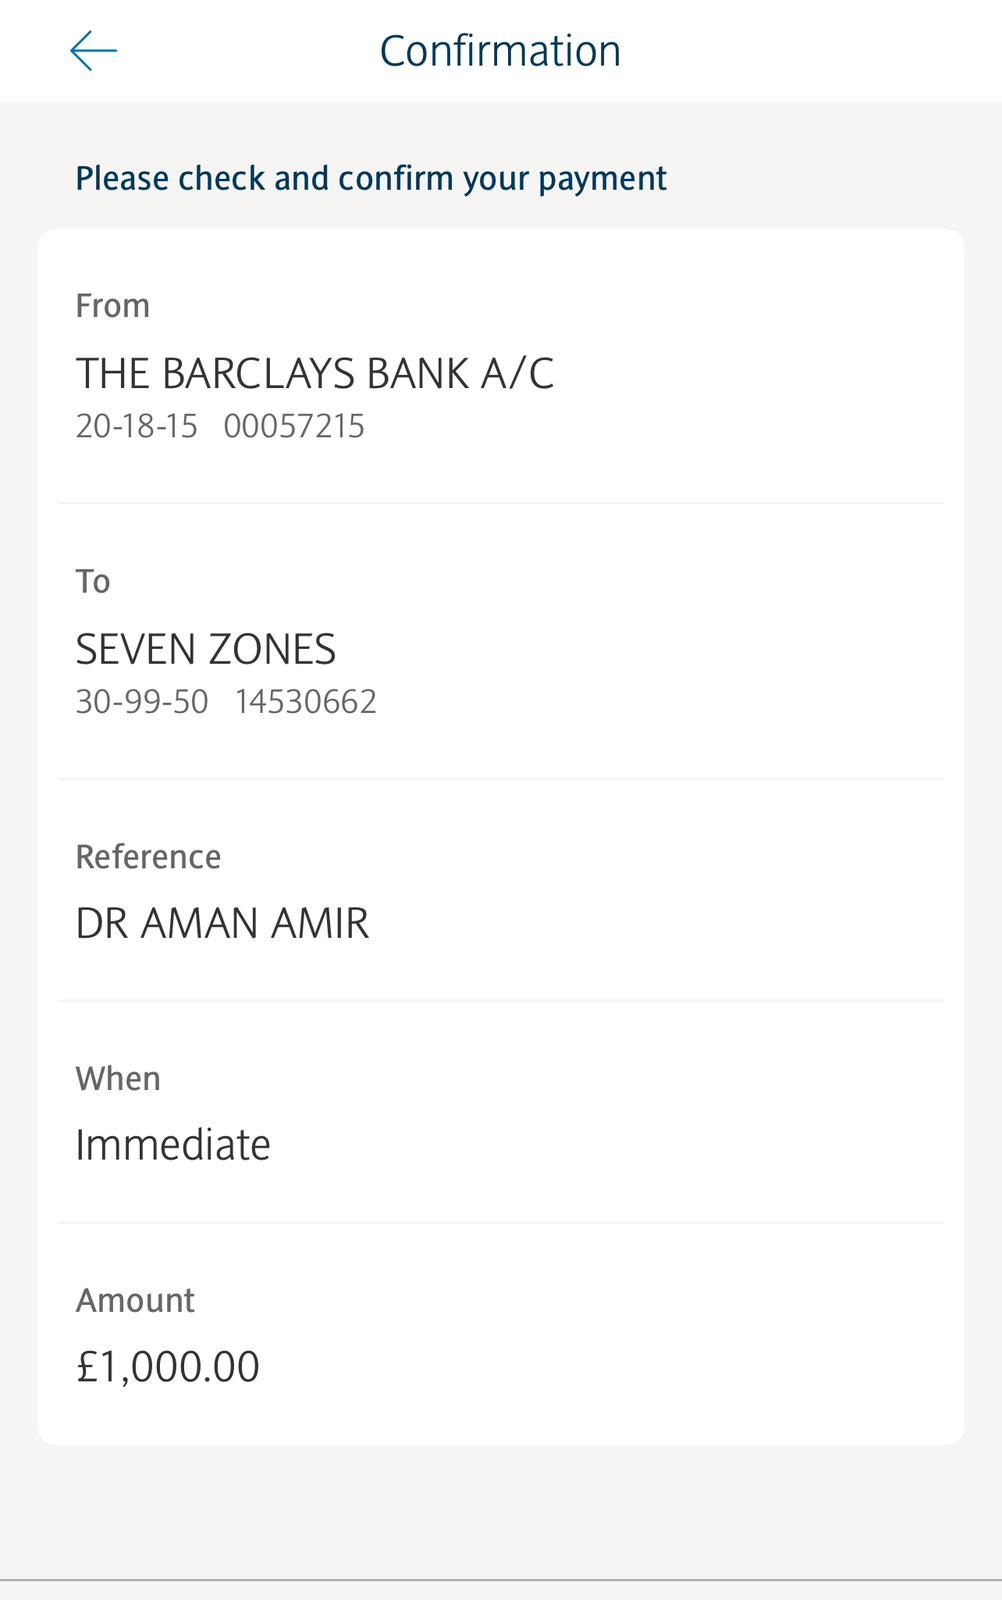 Confirmation
Please check and confirm your payment
From
THE BARCLAYS BANK A/C
20-18-15 00057215
To
SEVEN ZONES
30-99-50 14530662
Reference
DR AMAN AMIR
When
Immediate
Amount
£1,000.00